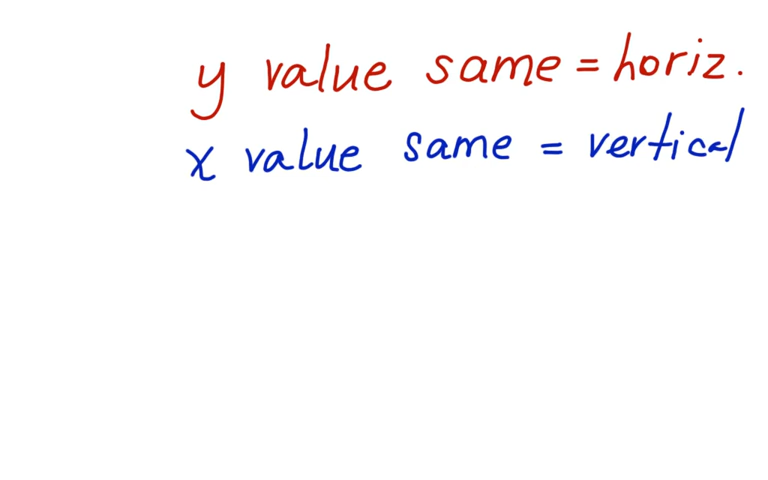 y value same = horiz.
x value same = vertical